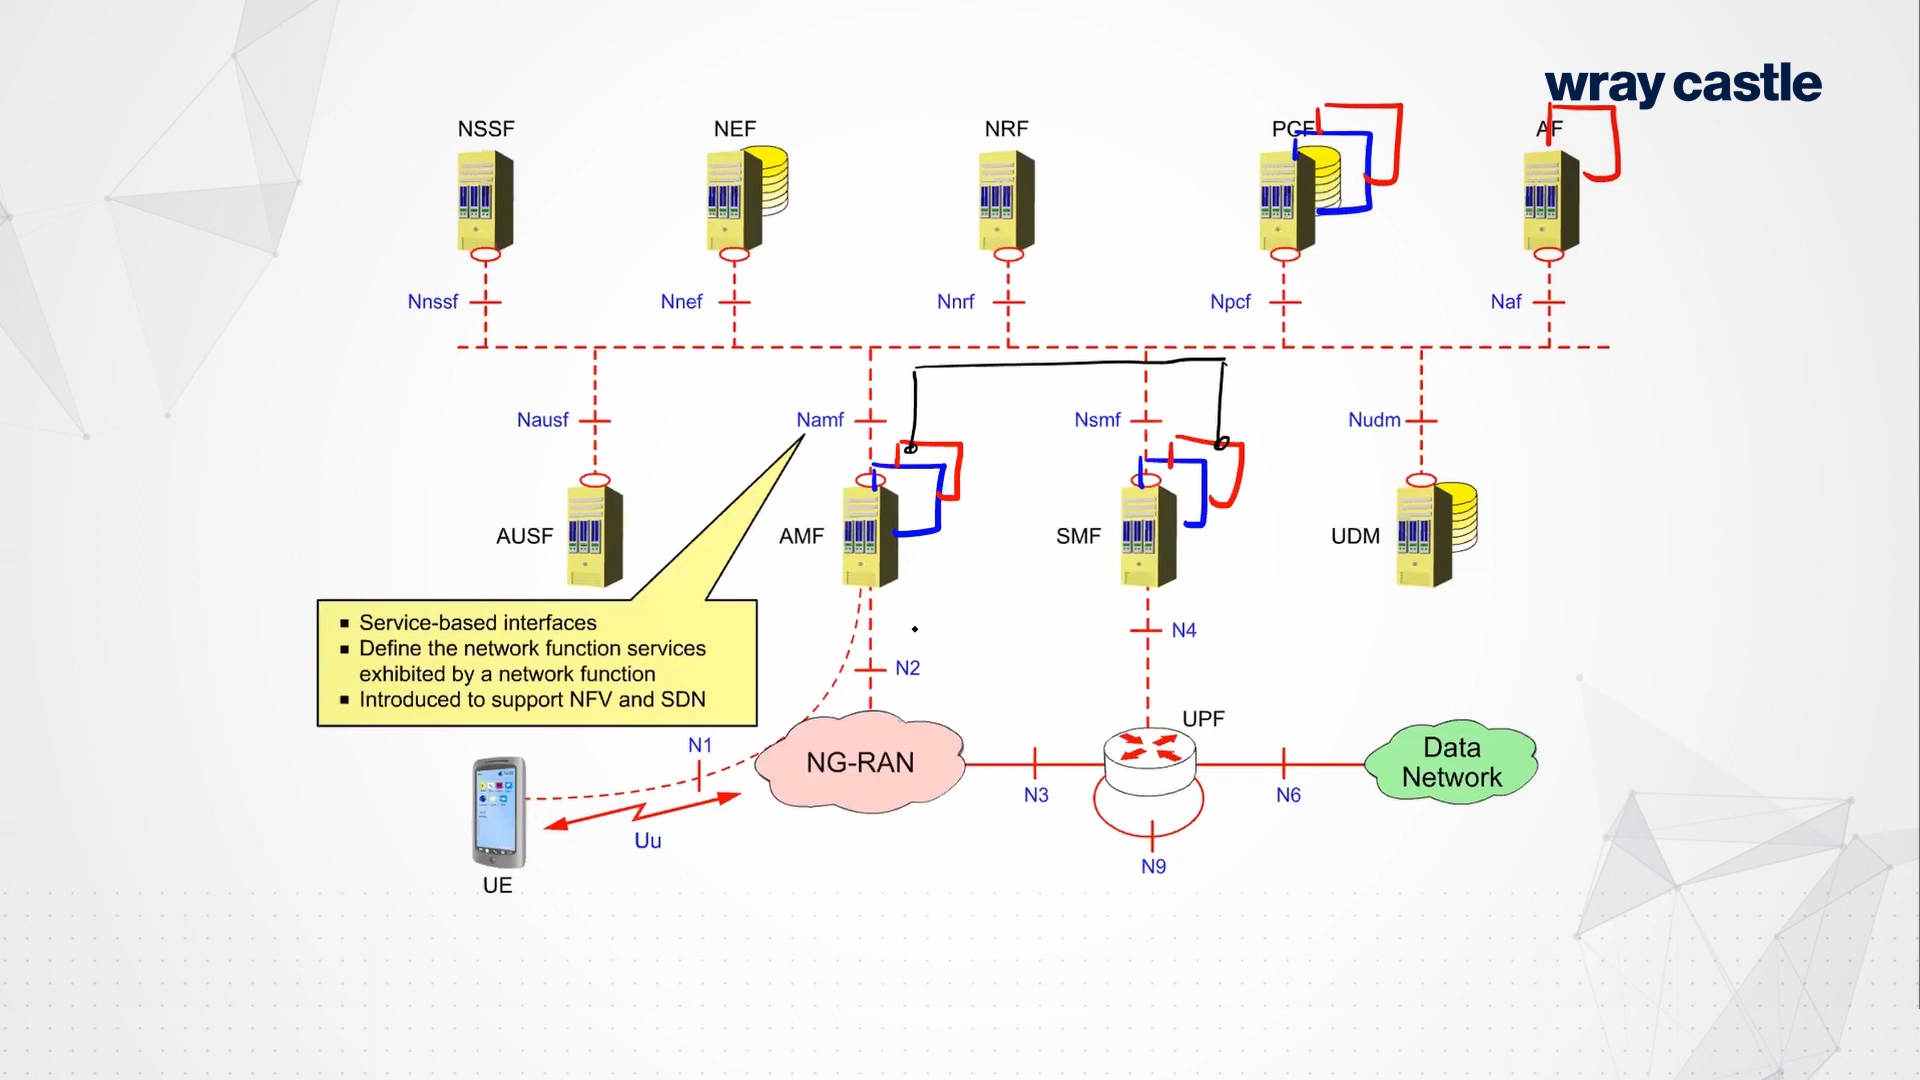 wray castle
NSSF
NEF
NRF
PCF
AF
Nnssf
Nnef
Nnrf
Npcf
Naf
Nausf
Namf
Nsmf
Nudm
AUSF
AMF
SMF
UDM
Service-based interfaces
Define the network function services
exhibited by a network function
Introduced to support NFV and SDN
N4
N2
UPF
N1
NG-RAN
Data
Network
N3
N6
Uu
N9
UE